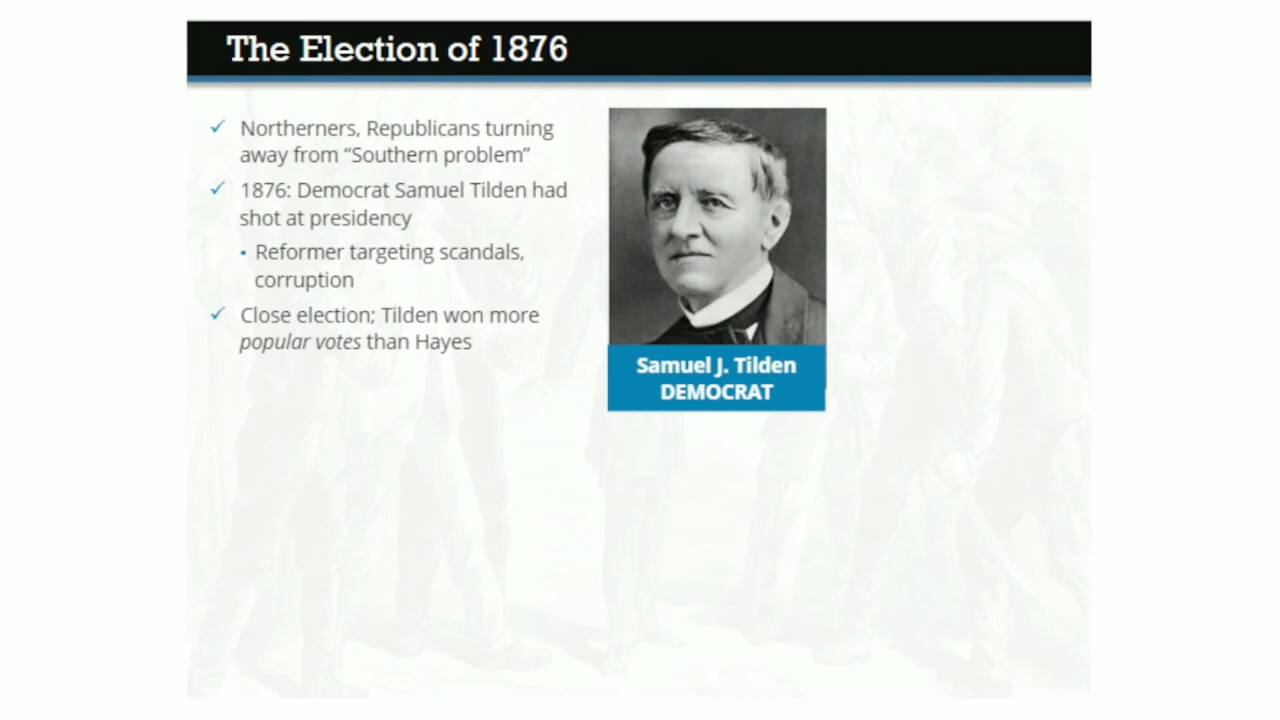 The Election of 1876
✓ Northerners, Republicans turning
away from “Southern problem”
✓ 1876: Democrat Samuel Tilden had
shot at presidency
▪ Reformer targeting scandals,
corruption
✓ Close election; Tilden won more
popular votes than Hayes
Samuel J. Tilden
DEMOCRAT